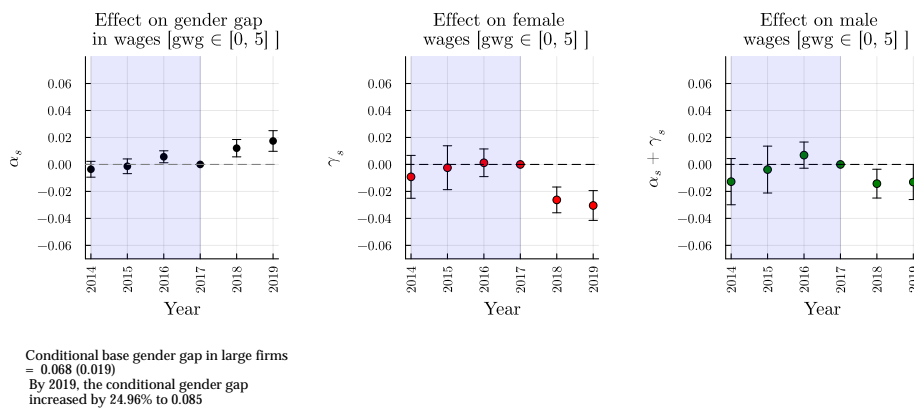 Effect on gender gap
in wages [gwg ∈ [0, 5] ]
0.06
0.04
0.02
0.00
−0.02
−0.04
−0.06
α_s
2014
2015
2016
2017
2018
2019
Year
Effect on female
wages [gwg ∈ [0, 5] ]
0.06
0.04
0.02
0.00
−0.02
−0.04
−0.06
γ_s
2014
2015
2016
2017
2018
2019
Year
Effect on male
wages [gwg ∈ [0, 5] ]
0.06
0.04
0.02
0.00
−0.02
−0.04
−0.06
α_s + γ_s
2014
2015
2016
2017
2018
2019
Year
Conditional base gender gap in large firms
= 0.068 (0.019)
By 2019, the conditional gender gap
increased by 24.96% to 0.085